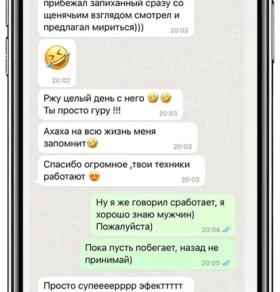 прибежал запиханный сразу со
щенячьим взглядом смотрел и
предлагал мириться)))
20:02
20:02
Ржу целый день с него 🤣🤣
Ты просто гуру !!!
20:03
Ахаха на всю жизнь меня
запомнит🤣
20:03
Спасибо огромное ,твои техники
работают 😍
20:03
Ну я же говорил сработает, я
хорошо знаю мужчин)
Пожалуйста)
20:04
Пока пусть побегает, назад не
принимай)
20:05
Просто супеееерррр эфектттт